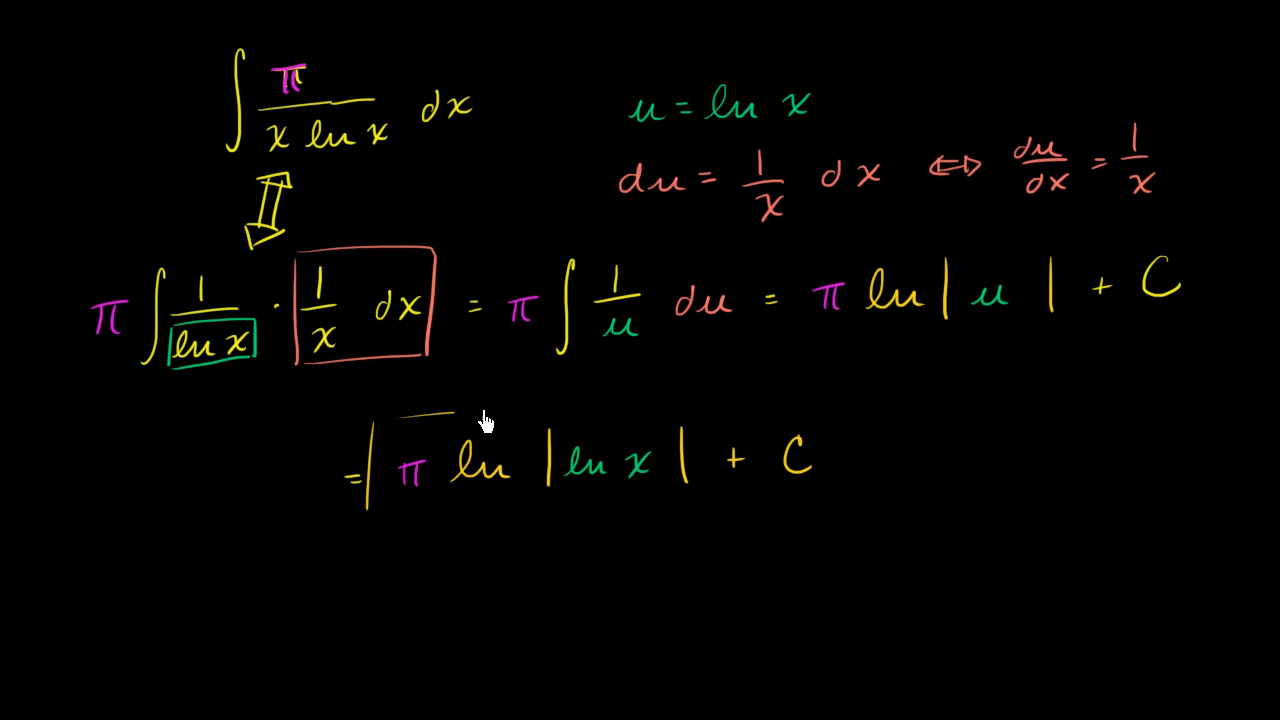 ∫ π / (x ln x) dx
u = ln x
du = 1/x dx ⟺ du/dx = 1/x
π ∫ 1/(ln x) · 1/x dx = π ∫ 1/u du = π ln |u| + C
= π ln |ln x| + C